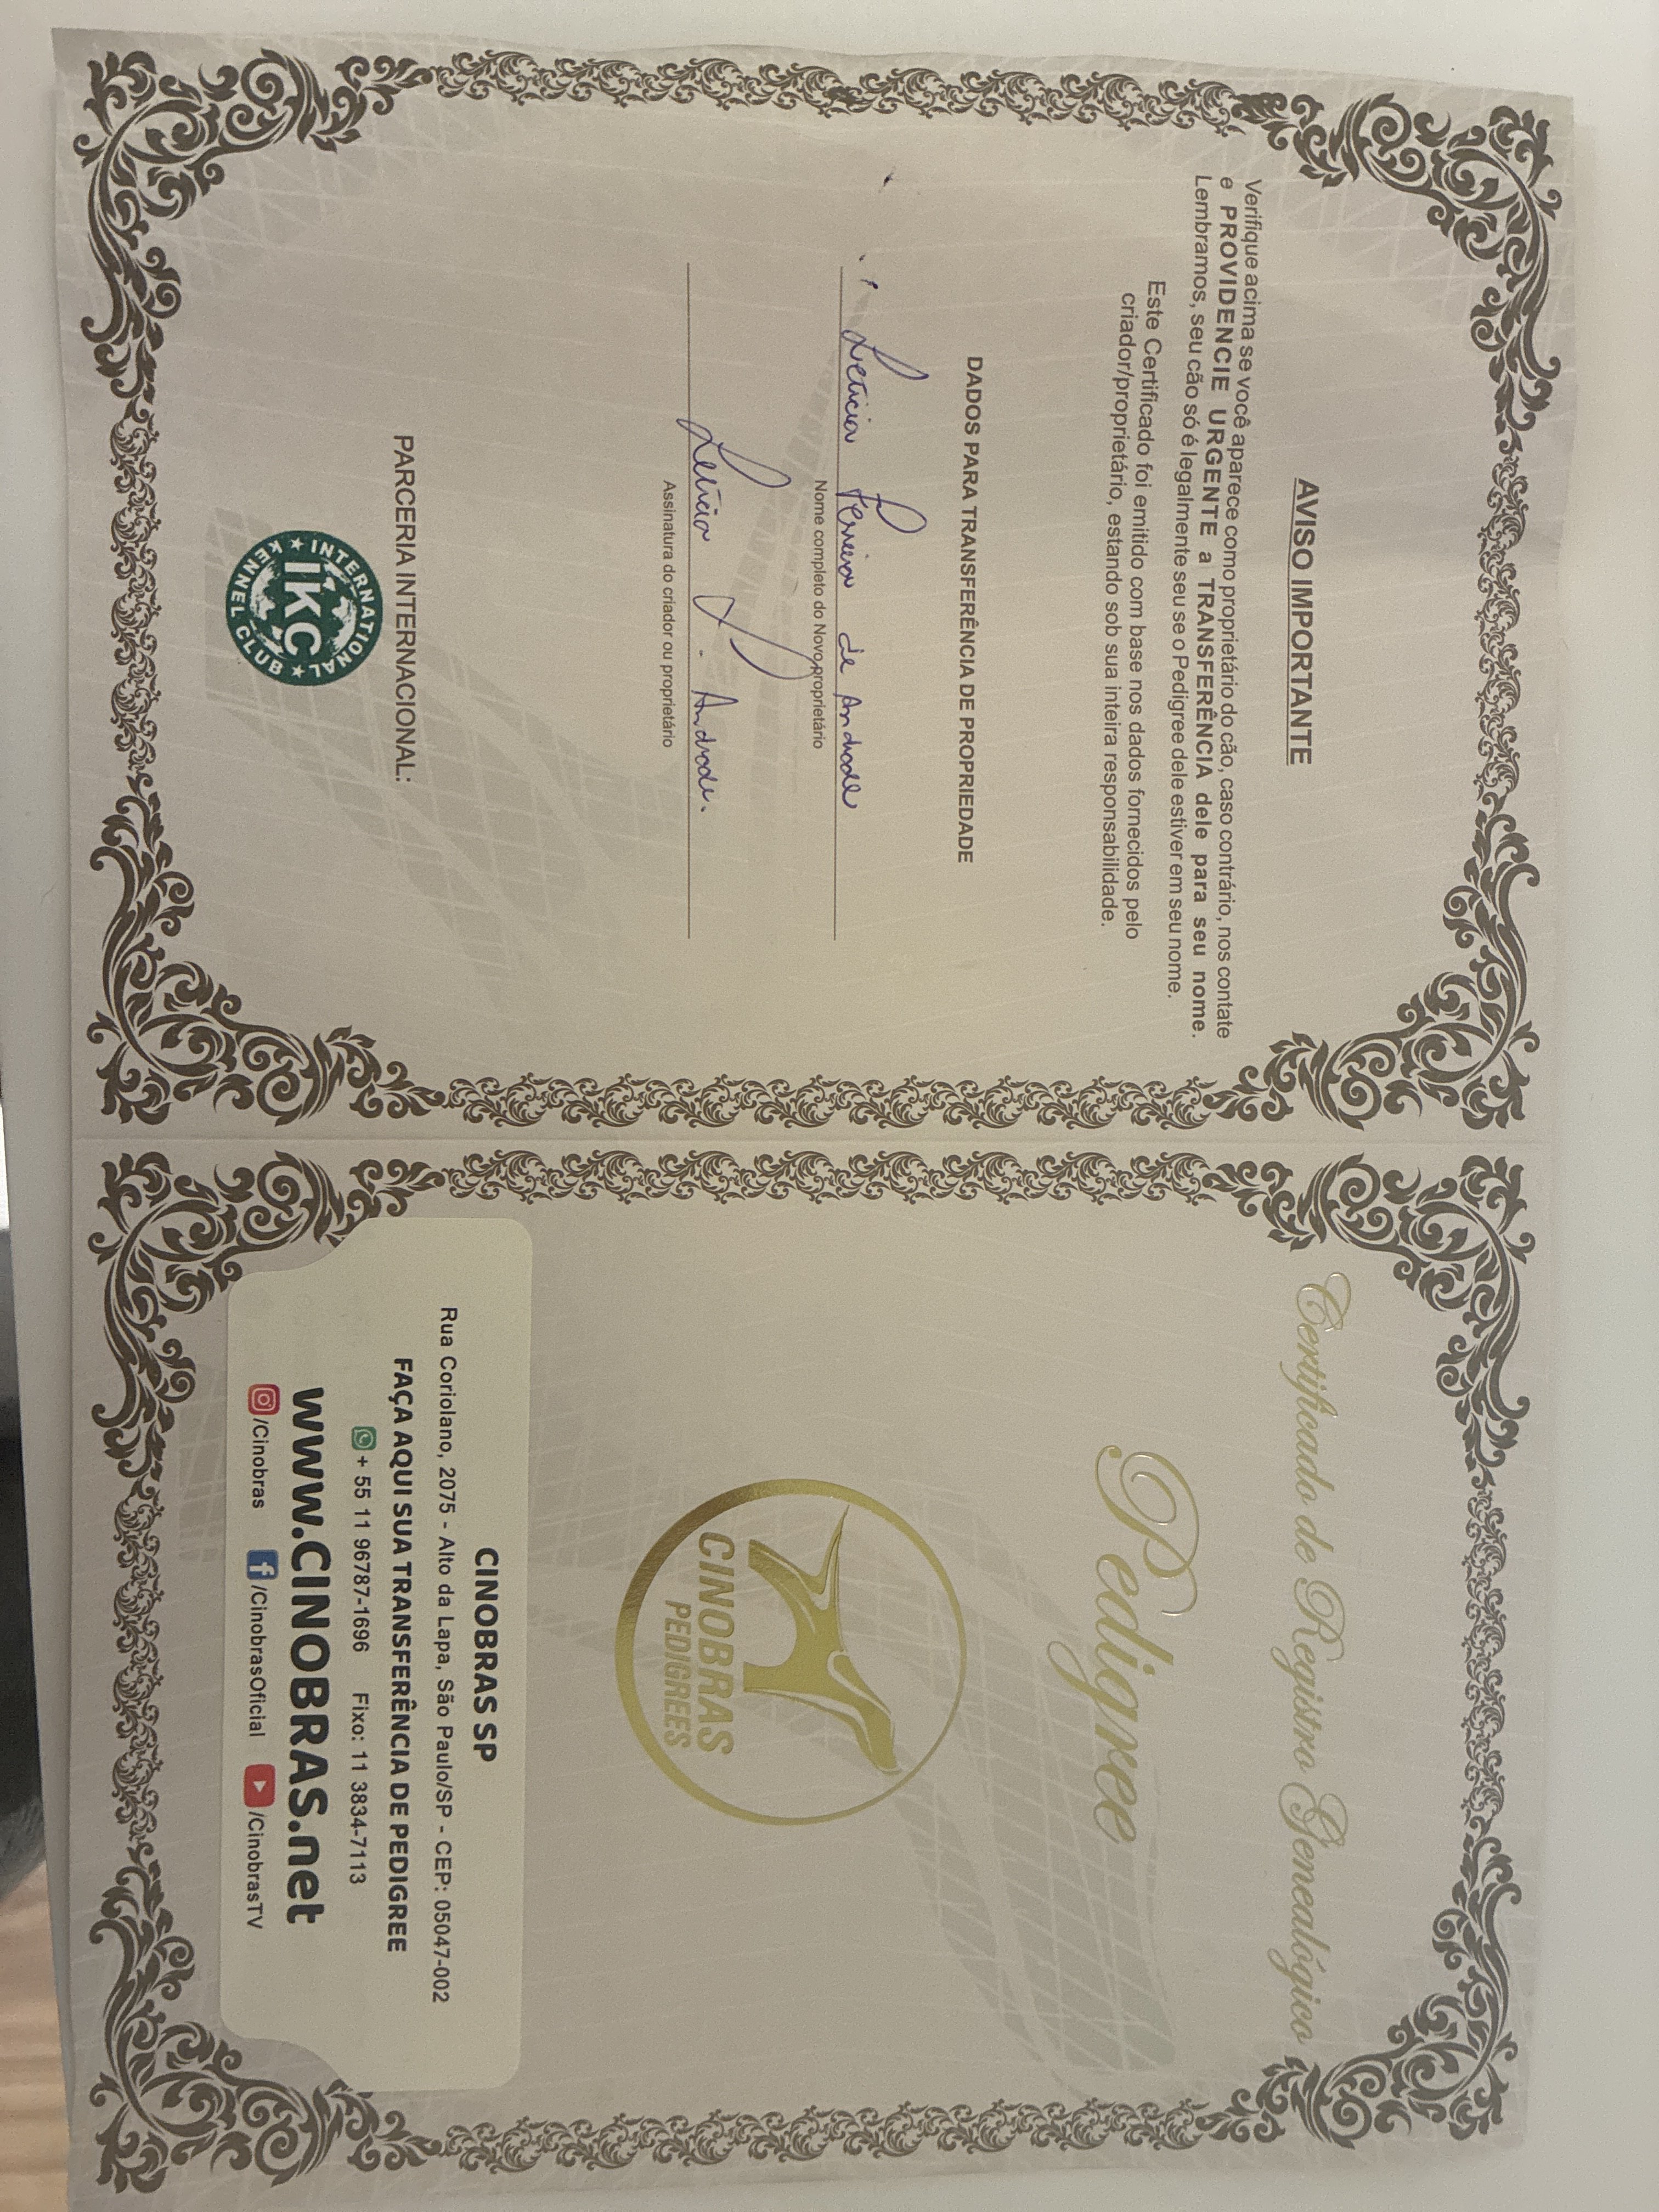 AVISO IMPORTANTE
Verifique acima se você aparece como proprietário do cão, caso contrário, nos contate
e PROVIDENCIE URGENTE a TRANSFERÊNCIA dele para seu nome.
Lembramos, seu cão só é legalmente seu se o Pedigree dele estiver em seu nome.
Este Certificado foi emitido com base nos dados fornecidos pelo
criador/proprietário, estando sob sua inteira responsabilidade.
DADOS PARA TRANSFERÊNCIA DE PROPRIEDADE
Leticia Ferreira de Andrade
Nome completo do Novo proprietário
Leticia F. Andrade.
Assinatura do criador ou proprietário
PARCERIA INTERNACIONAL:
INTERNATIONAL
IKC
KENNEL CLUB
Certificado de Registro Genealógico
Pedigree
CINOBRAS
PEDIGREES
CINOBRAS SP
Rua Coriolano, 2075 - Alto da Lapa, São Paulo/SP - CEP: 05047-002
FAÇA AQUI SUA TRANSFERÊNCIA DE PEDIGREE
+ 55 11 96787-1696 Fixo: 11 3834-7113
www.CINOBRAS.net
/Cinobras /CinobrasOficial /CinobrasTV